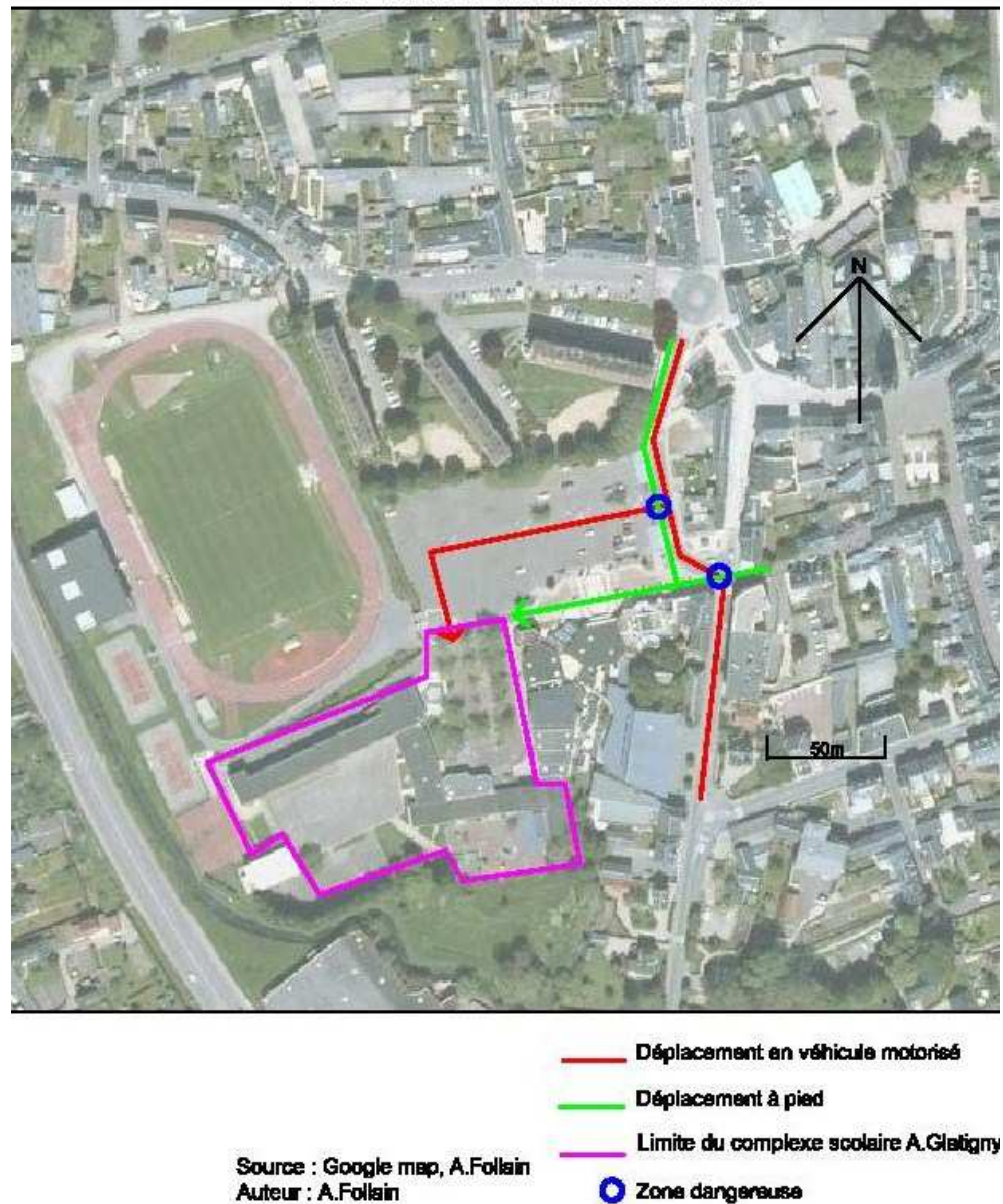 N
50m
Déplacement en véhicule motorisé
Déplacement à pied
Limite du complexe scolaire A.Glatigny
Source : Google map, A.Follain
Auteur : A.Follain
Zone dangereuse